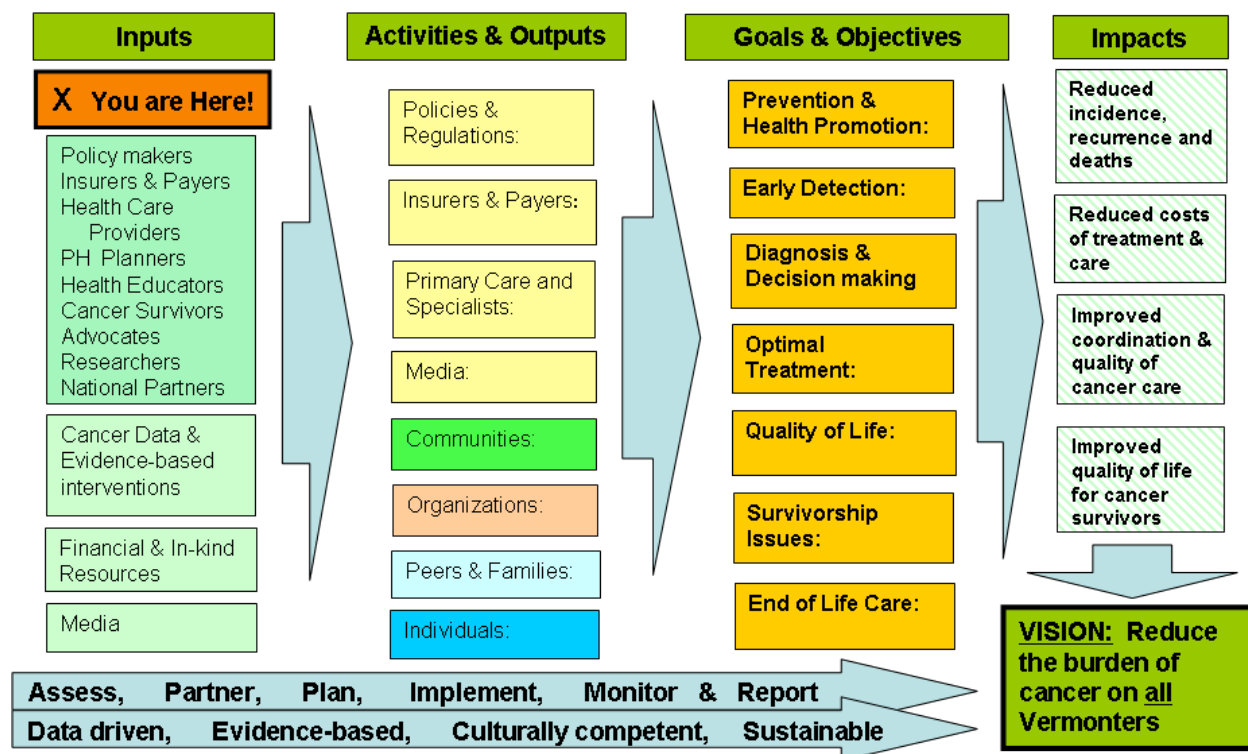 Inputs
X You are Here!
Policy makers
Insurers & Payers
Health Care
Providers
PH Planners
Health Educators
Cancer Survivors
Advocates
Researchers
National Partners
Cancer Data &
Evidence-based
interventions
Financial & In-kind
Resources
Media
Activities & Outputs
Policies &
Regulations:
Insurers & Payers:
Primary Care and
Specialists:
Media:
Communities:
Organizations:
Peers & Families:
Individuals:
Goals & Objectives
Prevention &
Health Promotion:
Early Detection:
Diagnosis &
Decision making
Optimal
Treatment:
Quality of Life:
Survivorship
Issues:
End of Life Care:
Impacts
Reduced
incidence,
recurrence and
deaths
Reduced costs
of treatment &
care
Improved
coordination &
quality of
cancer care
Improved
quality of life
for cancer
survivors
VISION: Reduce
the burden of
cancer on all
Vermonters
Assess, Partner, Plan, Implement, Monitor & Report
Data driven, Evidence-based, Culturally competent, Sustainable